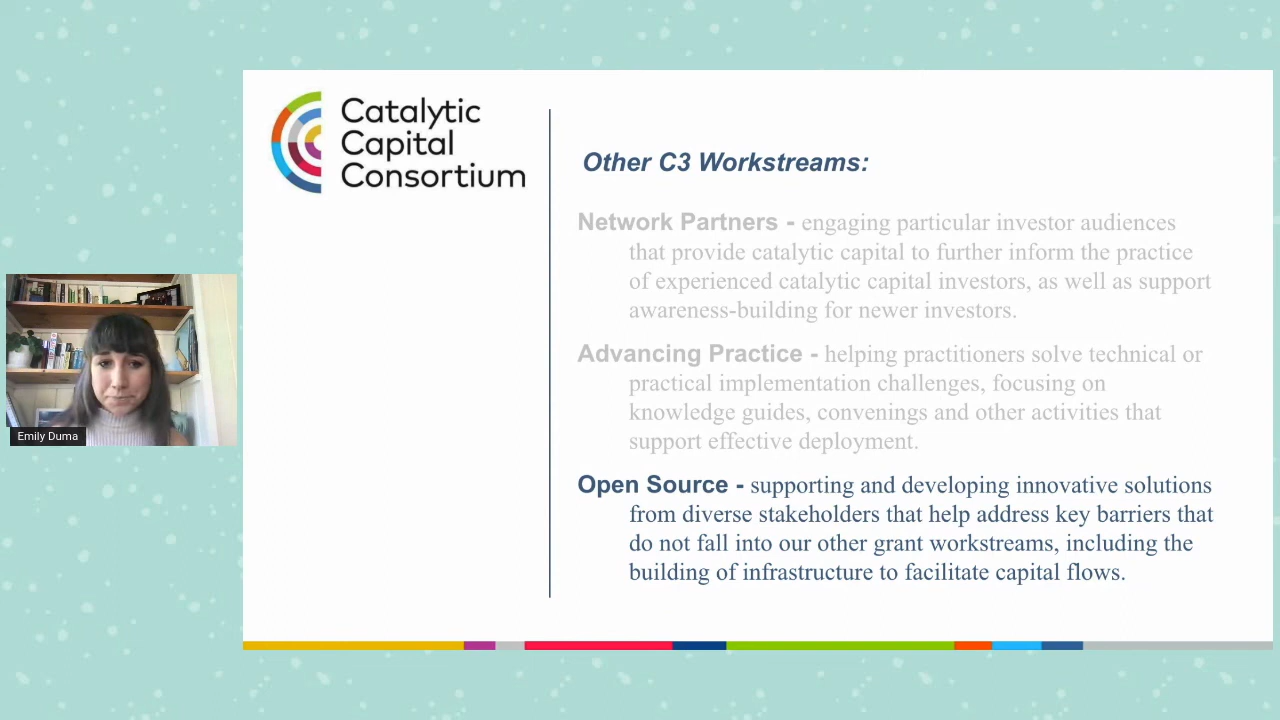 Catalytic
Capital
Consortium
Other C3 Workstreams:
Network Partners - engaging particular investor audiences
that provide catalytic capital to further inform the practice
of experienced catalytic capital investors, as well as support
awareness-building for newer investors.
Advancing Practice - helping practitioners solve technical or
practical implementation challenges, focusing on
knowledge guides, convenings and other activities that
support effective deployment.
Open Source - supporting and developing innovative solutions
from diverse stakeholders that help address key barriers that
do not fall into our other grant workstreams, including the
building of infrastructure to facilitate capital flows.
Emily Duma